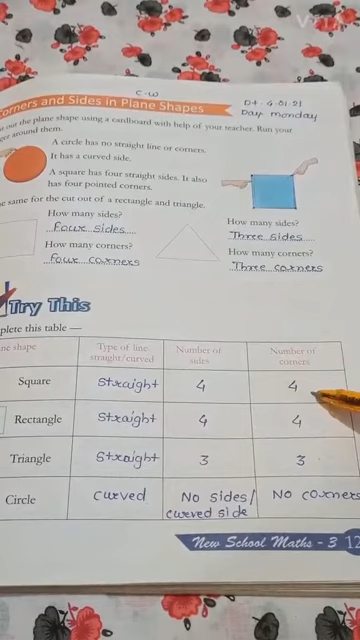 C.W
Corners and Sides in Plane Shapes
Dt - 4-01-21
Day monday
out the plane shape using a cardboard with help of your teacher. Run your
around them.
A circle has no straight line or corners.
It has a curved side.
A square has four straight sides. It also
has four pointed corners.
same for the cut out of a rectangle and triangle.
How many sides?
Four sides
How many corners?
four corners
How many sides?
Three sides
How many corners?
Three corners
Try This
plete this table —
ne shape
Type of line
straight/curved
Number of
sides
Number of
corners
Square Straight 4 4
Rectangle Straight 4 4
Triangle Straight 3 3
Circle curved No sides/ No corners
curved side
New School Maths - 3 12